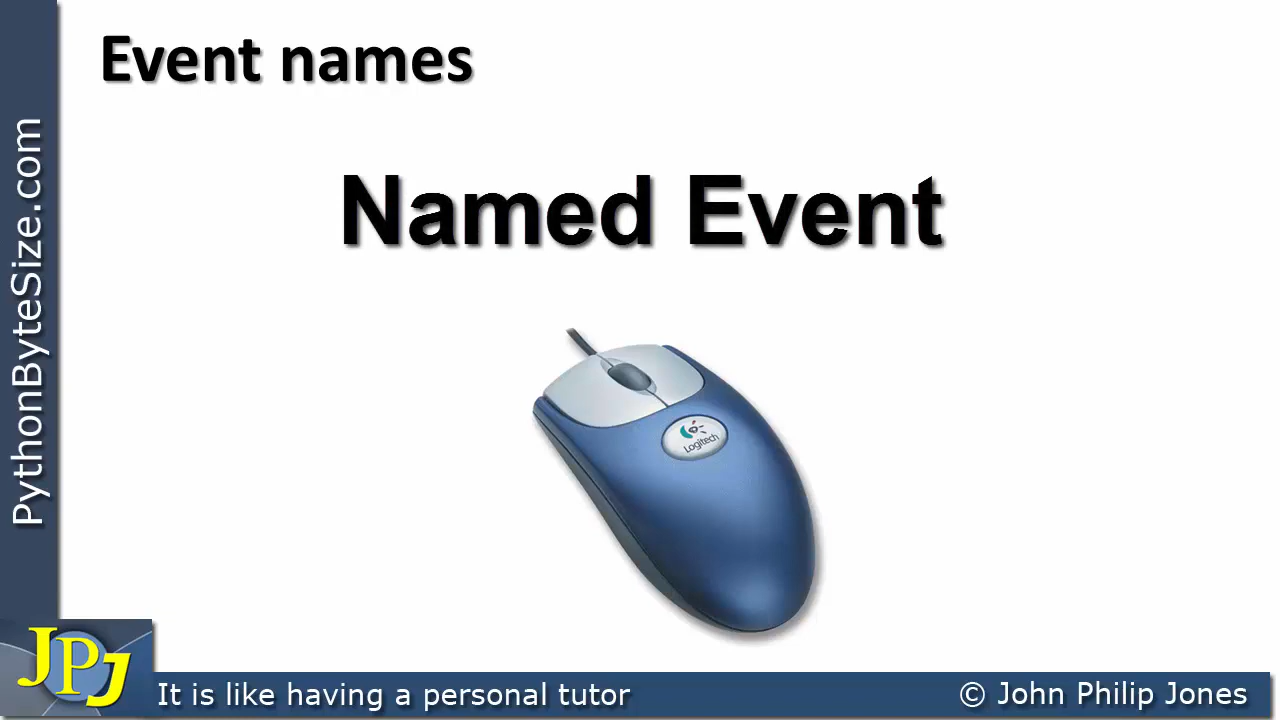 Event names
Named Event
Logitech
PythonByteSize.com
JPJ
It is like having a personal tutor
© John Philip Jones